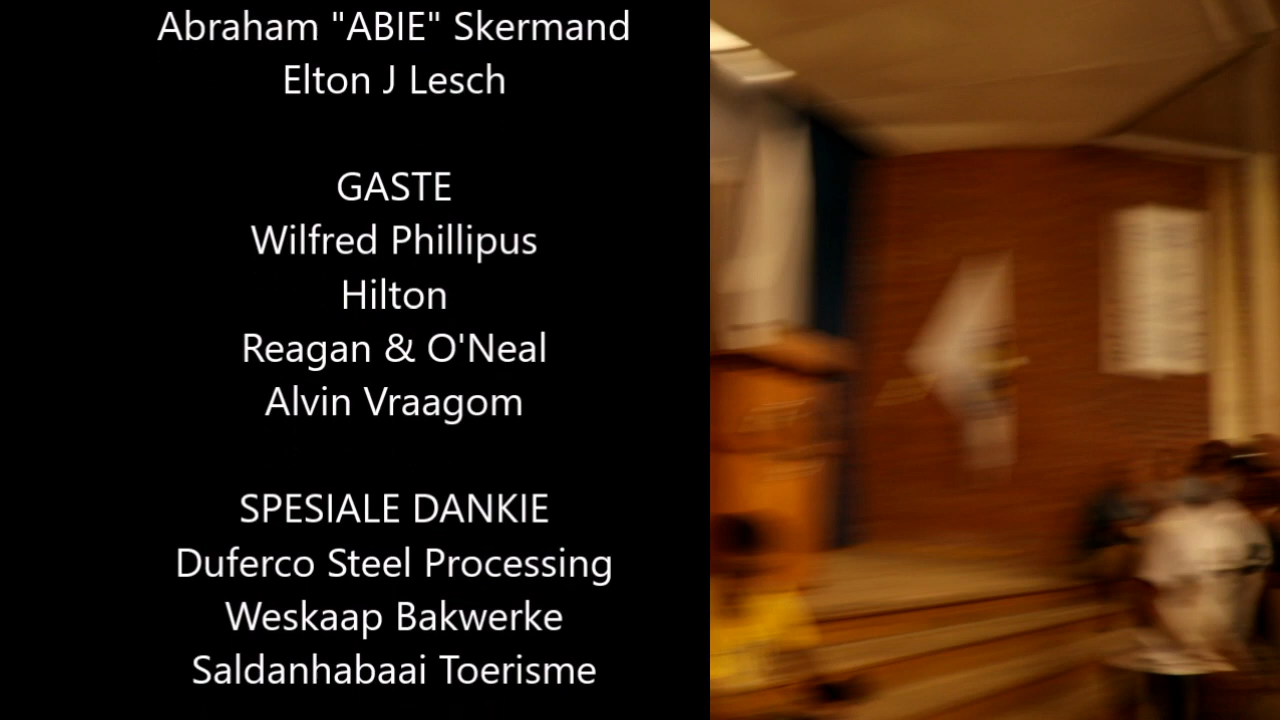 Abraham "ABIE" Skermand
Elton J Lesch
GASTE
Wilfred Phillipus
Hilton
Reagan & O'Neal
Alvin Vraagom
SPESIALE DANKIE
Duferco Steel Processing
Weskaap Bakwerke
Saldanhabaai Toerisme